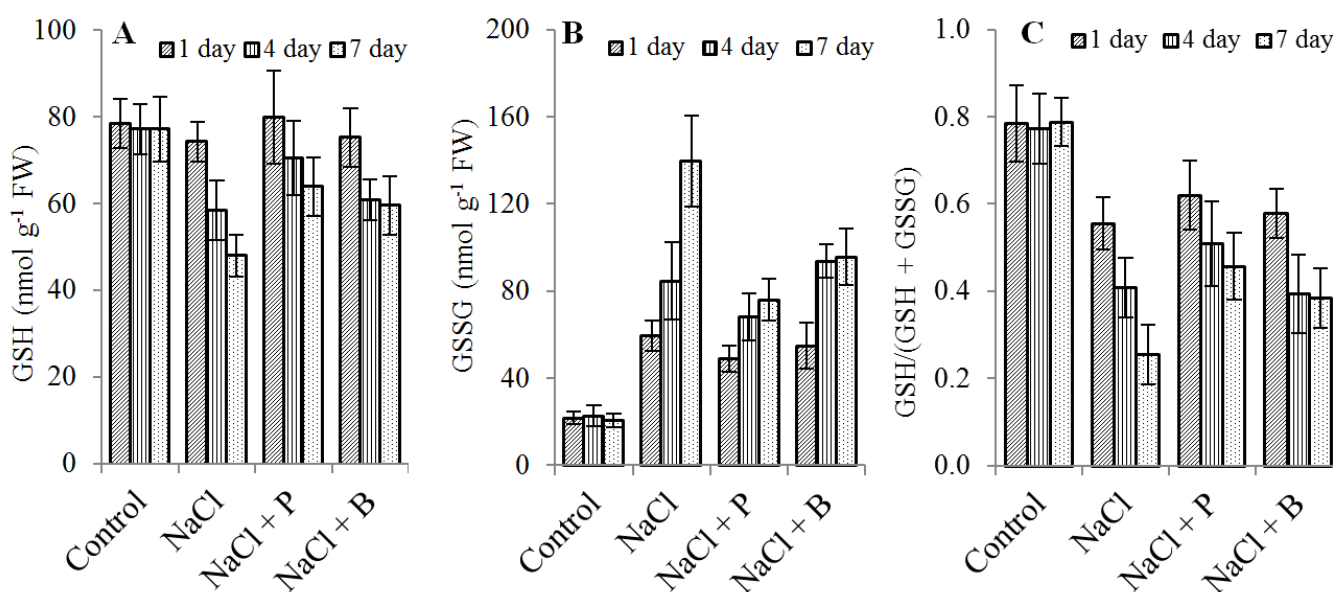 A
1 day 4 day 7 day
GSH (nmol g⁻¹ FW)
100
80
60
40
20
0
Control
NaCl
NaCl + P
NaCl + B
B
1 day 4 day 7 day
GSSG (nmol g⁻¹ FW)
200
160
120
80
40
0
Control
NaCl
NaCl + P
NaCl + B
C
1 day 4 day 7 day
GSH/(GSH + GSSG)
1.0
0.8
0.6
0.4
0.2
0.0
Control
NaCl
NaCl + P
NaCl + B